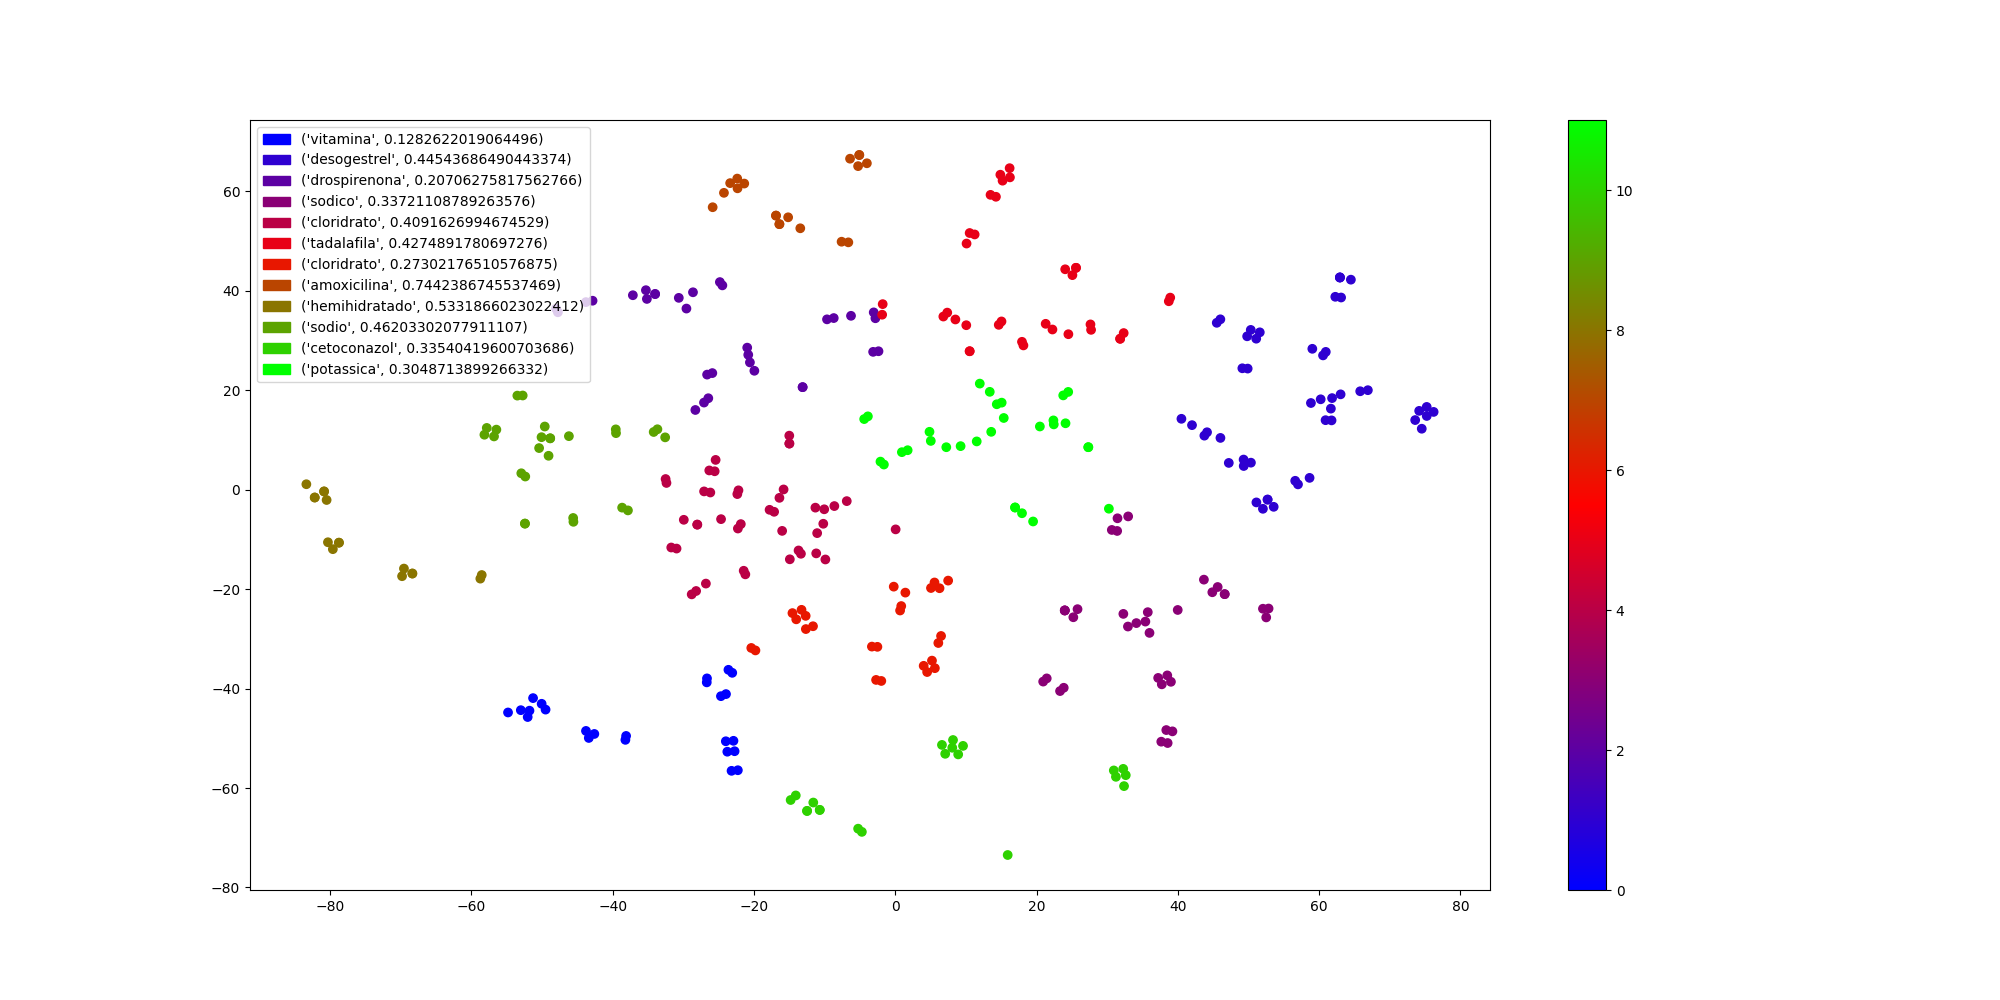 ('vitamina', 0.1282622019064496)
('desogestrel', 0.44543686490443374)
('drospirenona', 0.20706275817562766)
('sodico', 0.33721108789263576)
('cloridrato', 0.4091626994674529)
('tadalafila', 0.4274891780697276)
('cloridrato', 0.27302176510576875)
('amoxicilina', 0.7442386745537469)
('hemihidratado', 0.5331866023022412)
('sodio', 0.46203302077911107)
('cetoconazol', 0.33540419600703686)
('potassica', 0.3048713899266332)
60
40
20
0
−20
−40
−60
−80
−80 −60 −40 −20 0 20 40 60 80
10
8
6
4
2
0